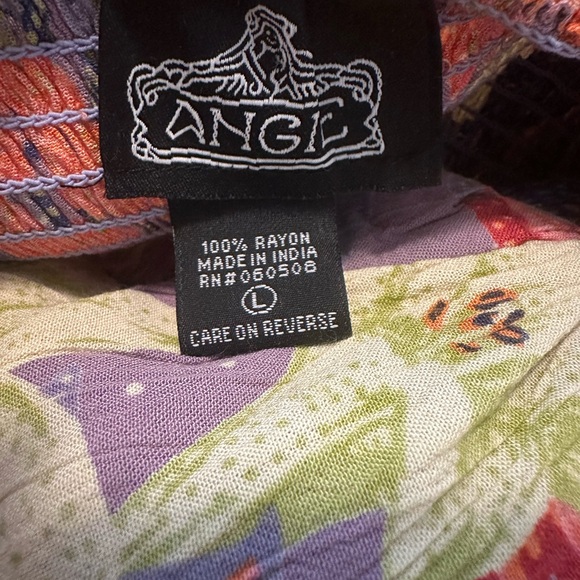 ANGIE
100% RAYON
MADE IN INDIA
RN#060508
L
CARE ON REVERSE